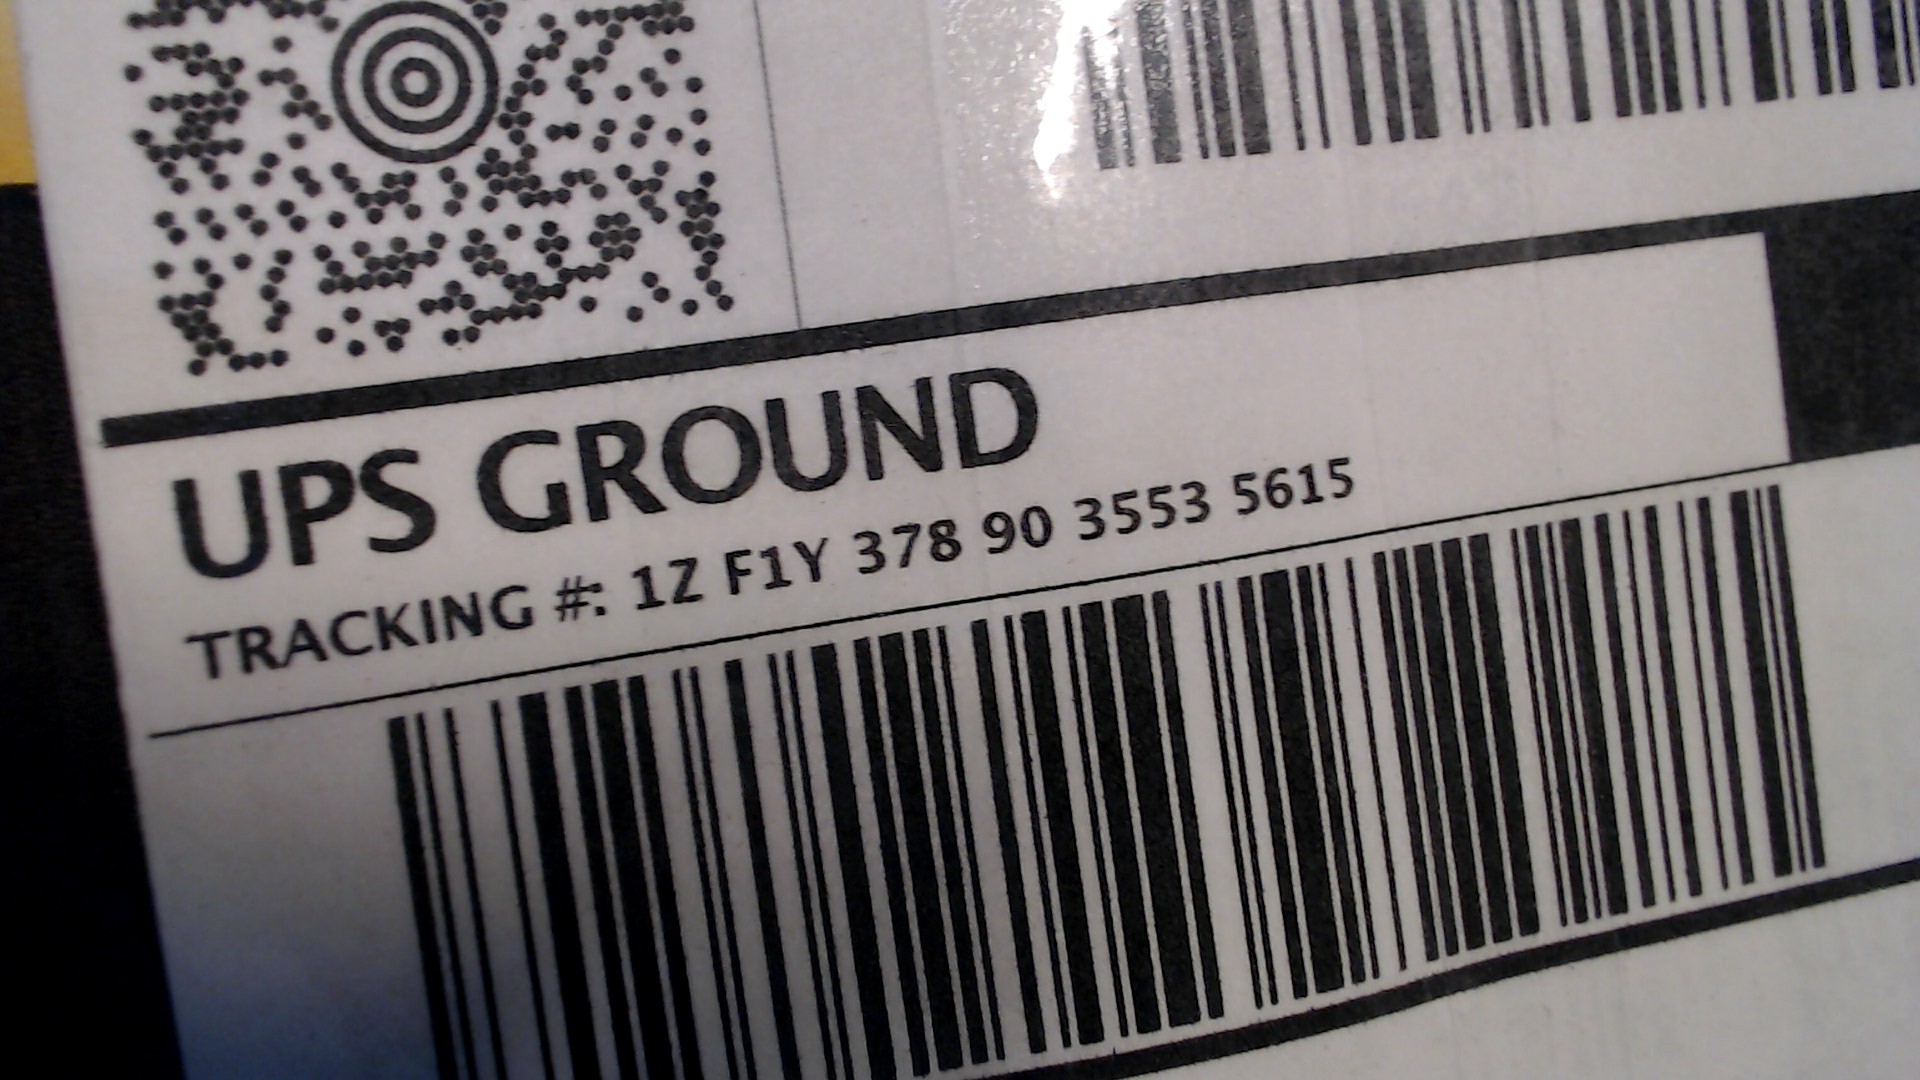 UPS GROUND
TRACKING #: 1Z F1Y 378 90 3553 5615